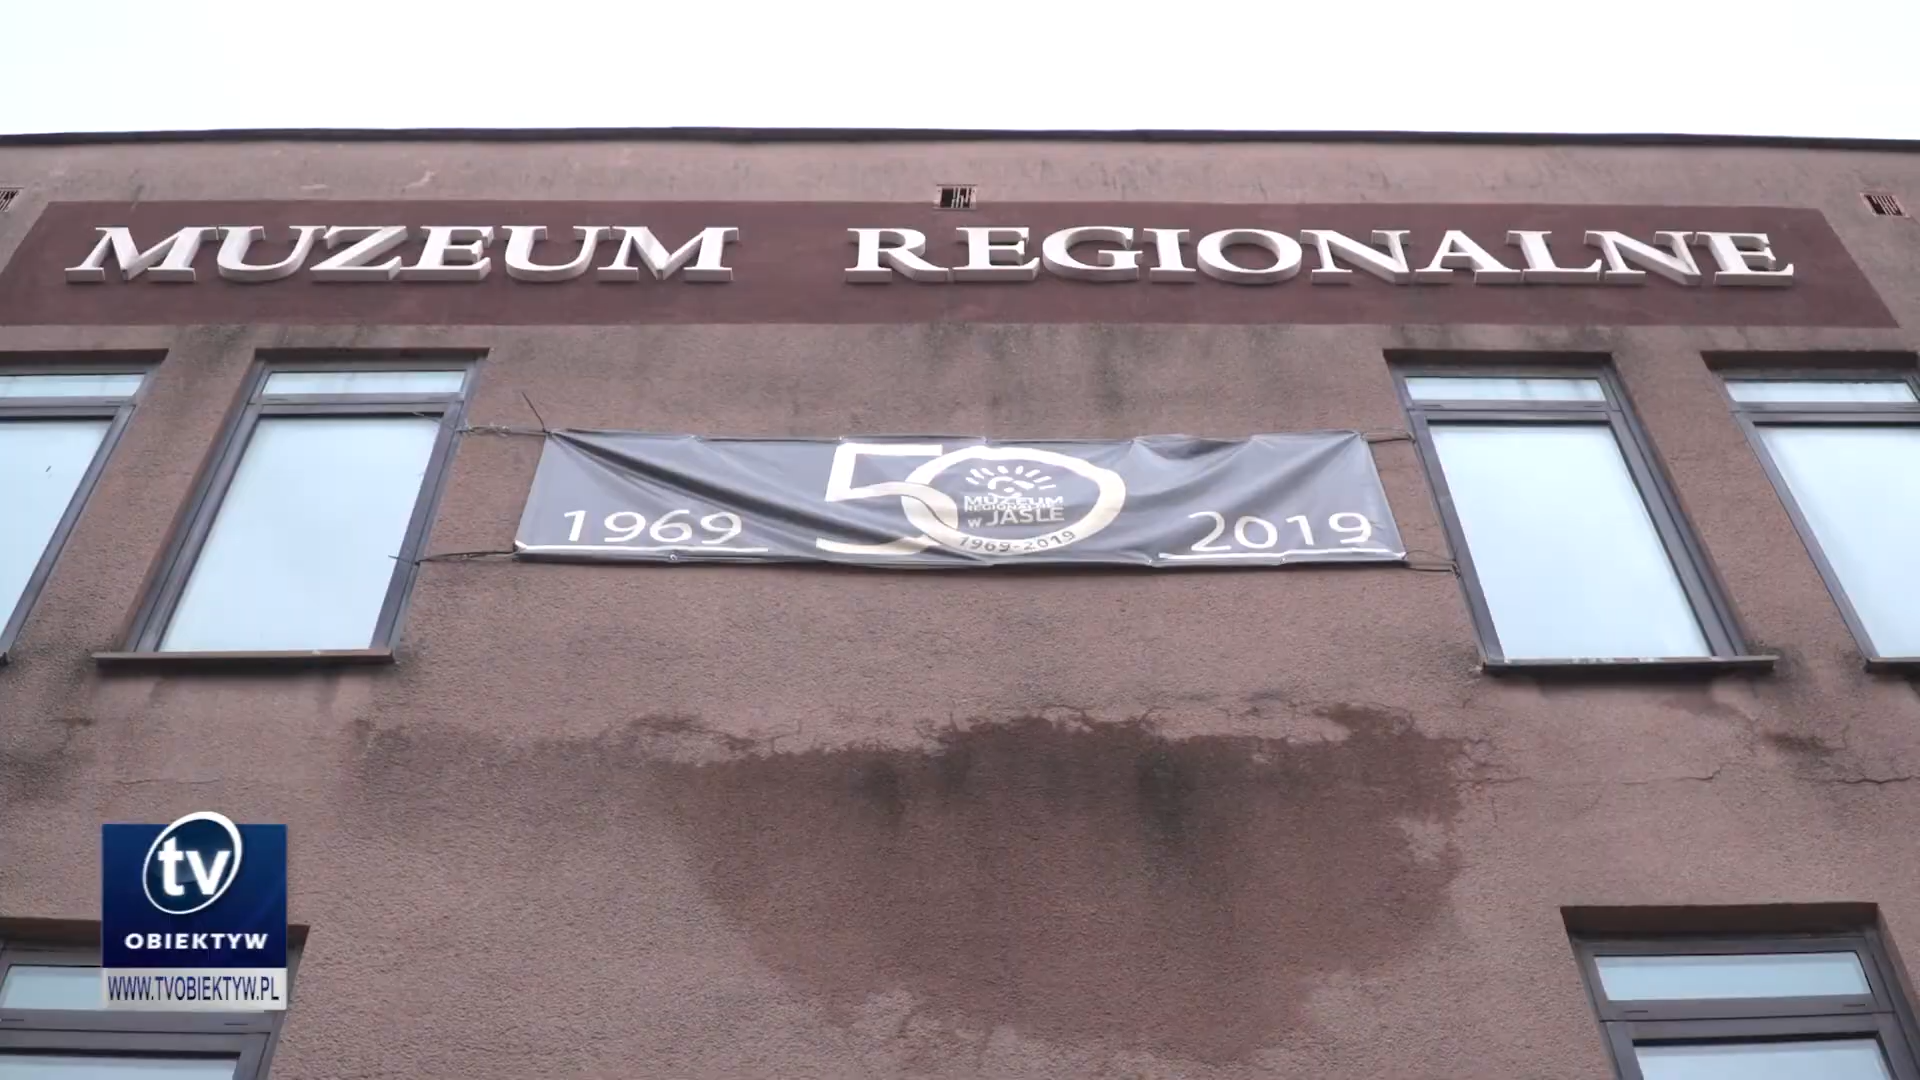 MUZEUM REGIONALNE
1969
50
MUZEUM
REGIONALNE
w JAŚLE
1969-2019
2019
tv
OBIEKTYW
WWW.TVOBIEKTYW.PL